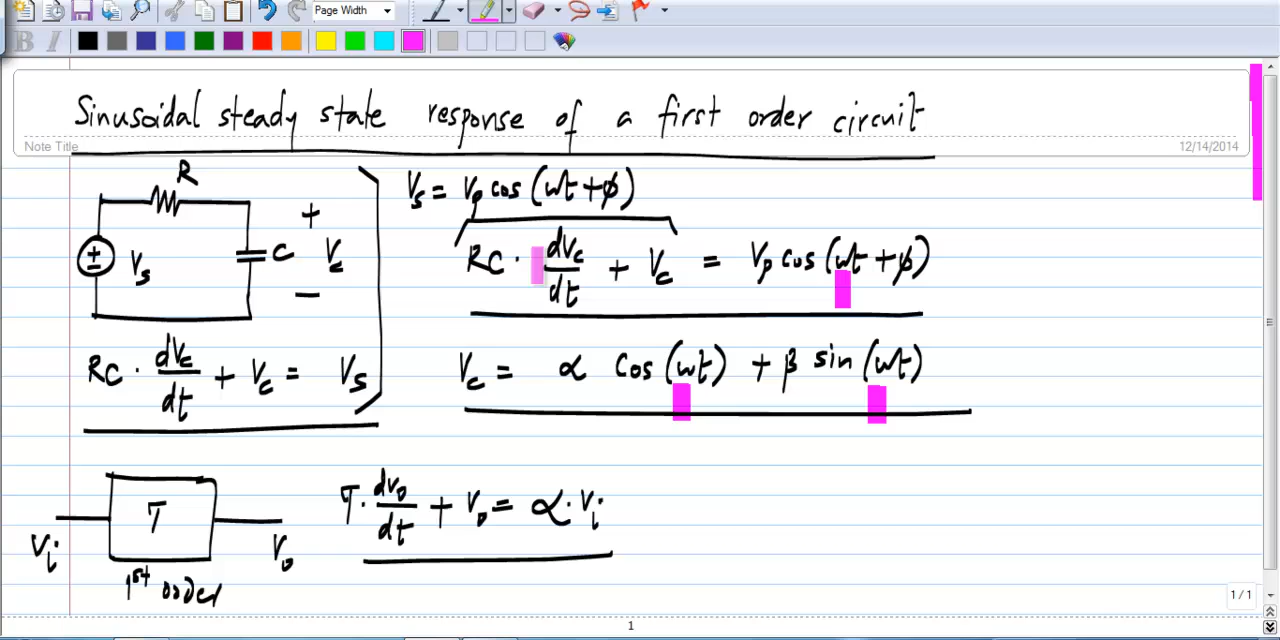 Page Width
B I
Sinusoidal steady state response of a first order circuit
Note Title
12/14/2014
R
Vs
C
+
Vc
−
Vs = Vp cos (ωt + ϕ)
RC · dVc/dt + Vc = Vp cos (ωt + ϕ)
RC · dVc/dt + Vc = Vs
Vc = α cos (ωt) + β sin (ωt)
Vi
T
Vo
1st order
T · dVo/dt + Vo = α · Vi
1 / 1
1